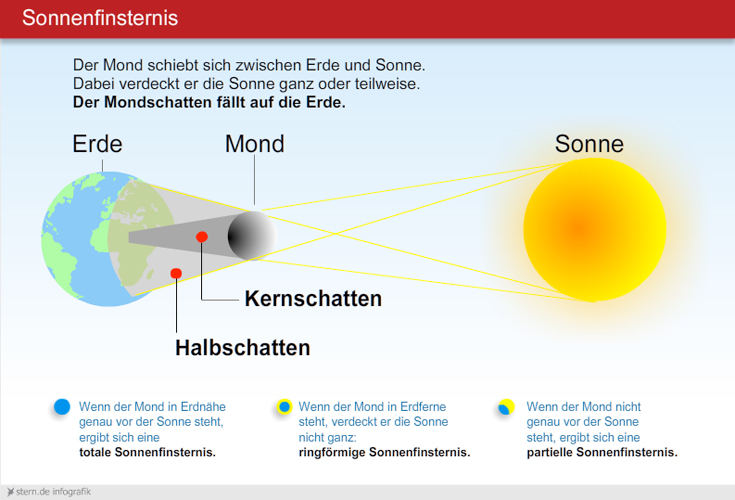 Sonnenfinsternis
Der Mond schiebt sich zwischen Erde und Sonne.
Dabei verdeckt er die Sonne ganz oder teilweise.
Der Mondschatten fällt auf die Erde.
Erde
Mond
Sonne
Kernschatten
Halbschatten
Wenn der Mond in Erdnähe
genau vor der Sonne steht,
ergibt sich eine
totale Sonnenfinsternis.
Wenn der Mond in Erdferne
steht, verdeckt er die Sonne
nicht ganz:
ringförmige Sonnenfinsternis.
Wenn der Mond nicht
genau vor der Sonne
steht, ergibt sich eine
partielle Sonnenfinsternis.
stern.de infografik